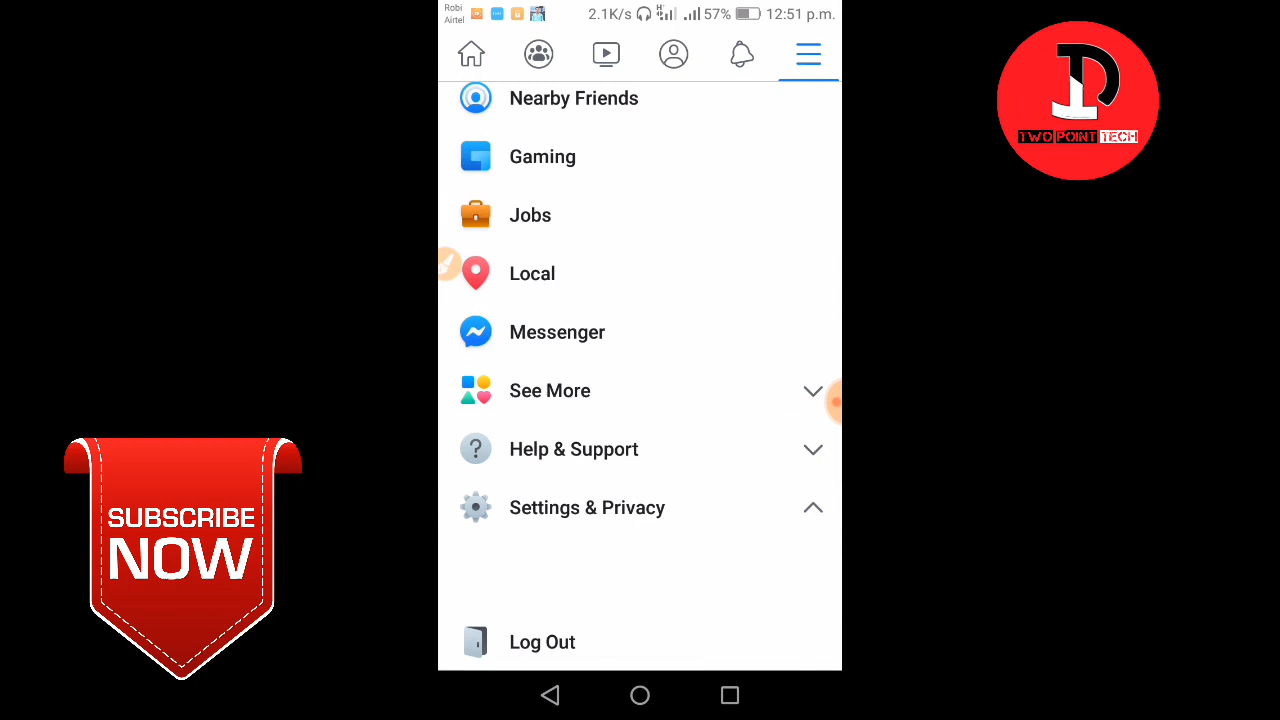 Robi
Airtel
2.1K/s
57%
12:51 p.m.
Nearby Friends
Gaming
Jobs
Local
Messenger
See More
Help & Support
Settings & Privacy
Log Out
TWO POINT TECH
SUBSCRIBE
NOW